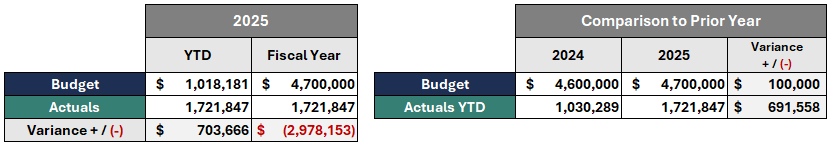 2025
YTD Fiscal Year
Budget $ 1,018,181 $ 4,700,000
Actuals 1,721,847 1,721,847
Variance + / (-) $ 703,666 $ (2,978,153)
Comparison to Prior Year
2024 2025 Variance
+ / (-)
Budget $ 4,600,000 $ 4,700,000 $ 100,000
Actuals YTD 1,030,289 1,721,847 $ 691,558